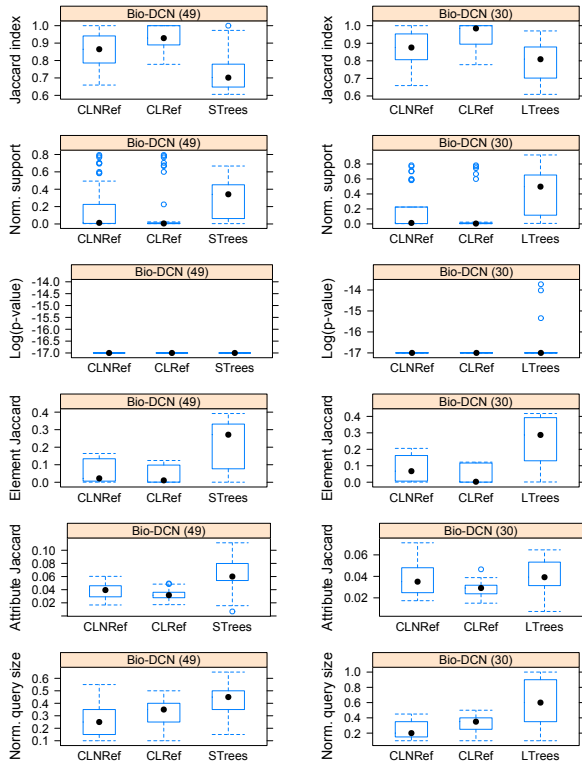 Bio-DCN (49)
Jaccard index
1.0
0.9
0.8
0.7
0.6
CLNRef CLRef STrees
Bio-DCN (30)
Jaccard index
1.0
0.9
0.8
0.7
0.6
CLNRef CLRef LTrees
Bio-DCN (49)
Norm. support
0.8
0.6
0.4
0.2
0.0
CLNRef CLRef STrees
Bio-DCN (30)
Norm. support
0.8
0.6
0.4
0.2
0.0
CLNRef CLRef LTrees
Bio-DCN (49)
Log(p-value)
-14.0
-14.5
-15.0
-15.5
-16.0
-16.5
-17.0
CLNRef CLRef STrees
Bio-DCN (30)
Log(p-value)
-14
-15
-16
-17
CLNRef CLRef LTrees
Bio-DCN (49)
Element Jaccard
0.4
0.3
0.2
0.1
0.0
CLNRef CLRef STrees
Bio-DCN (30)
Element Jaccard
0.4
0.3
0.2
0.1
0.0
CLNRef CLRef LTrees
Bio-DCN (49)
Attribute Jaccard
0.10
0.08
0.06
0.04
0.02
CLNRef CLRef STrees
Bio-DCN (30)
Attribute Jaccard
0.06
0.04
0.02
CLNRef CLRef LTrees
Bio-DCN (49)
Norm. query size
0.6
0.5
0.4
0.3
0.2
0.1
CLNRef CLRef STrees
Bio-DCN (30)
Norm. query size
1.0
0.8
0.6
0.4
0.2
CLNRef CLRef LTrees